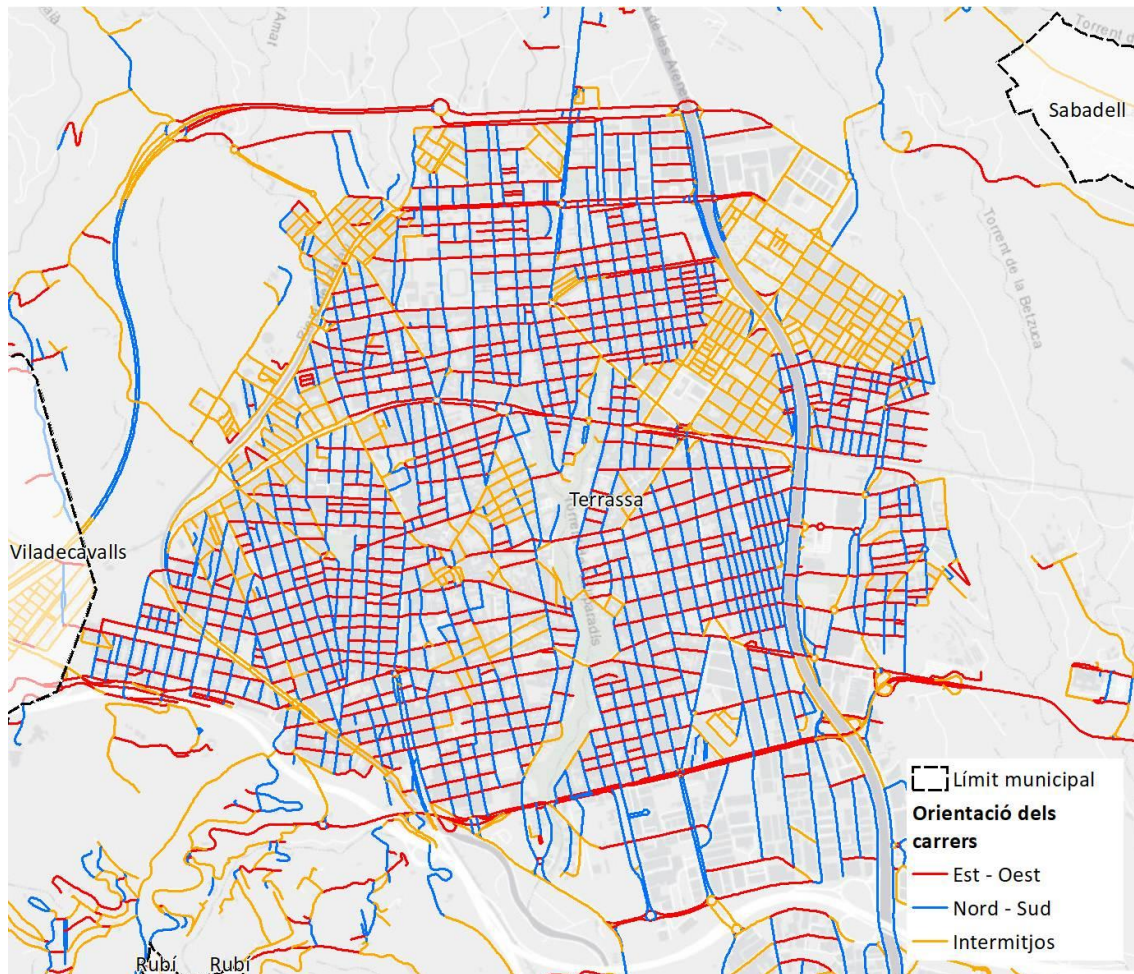 Torrent d
Sabadell
Torrent de la Betzuca
Terrassa
Viladecavalls
Límit municipal
Orientació dels
carrers
Est - Oest
Nord - Sud
Intermitjos
Rubí
Rubí